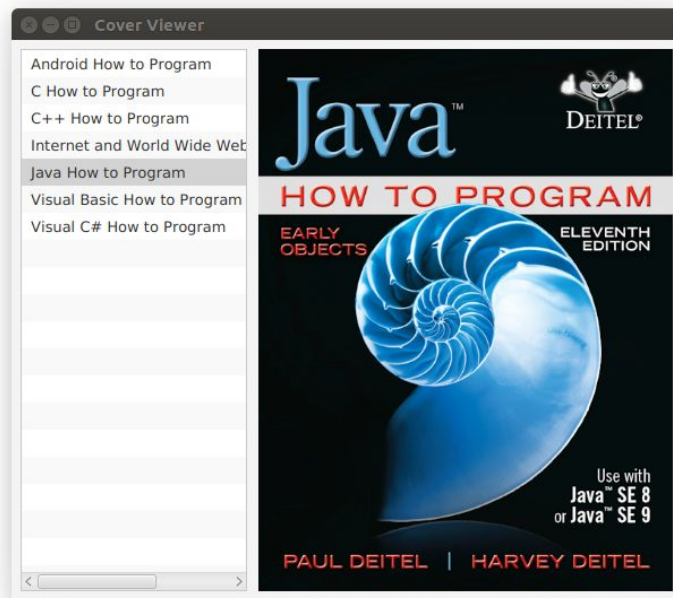 Cover Viewer
Android How to Program
C How to Program
C++ How to Program
Internet and World Wide Web
Java How to Program
Visual Basic How to Program
Visual C# How to Program
Java™
DEITEL®
HOW TO PROGRAM
EARLY
OBJECTS
ELEVENTH
EDITION
Use with
Java™ SE 8
or Java™ SE 9
PAUL DEITEL | HARVEY DEITEL